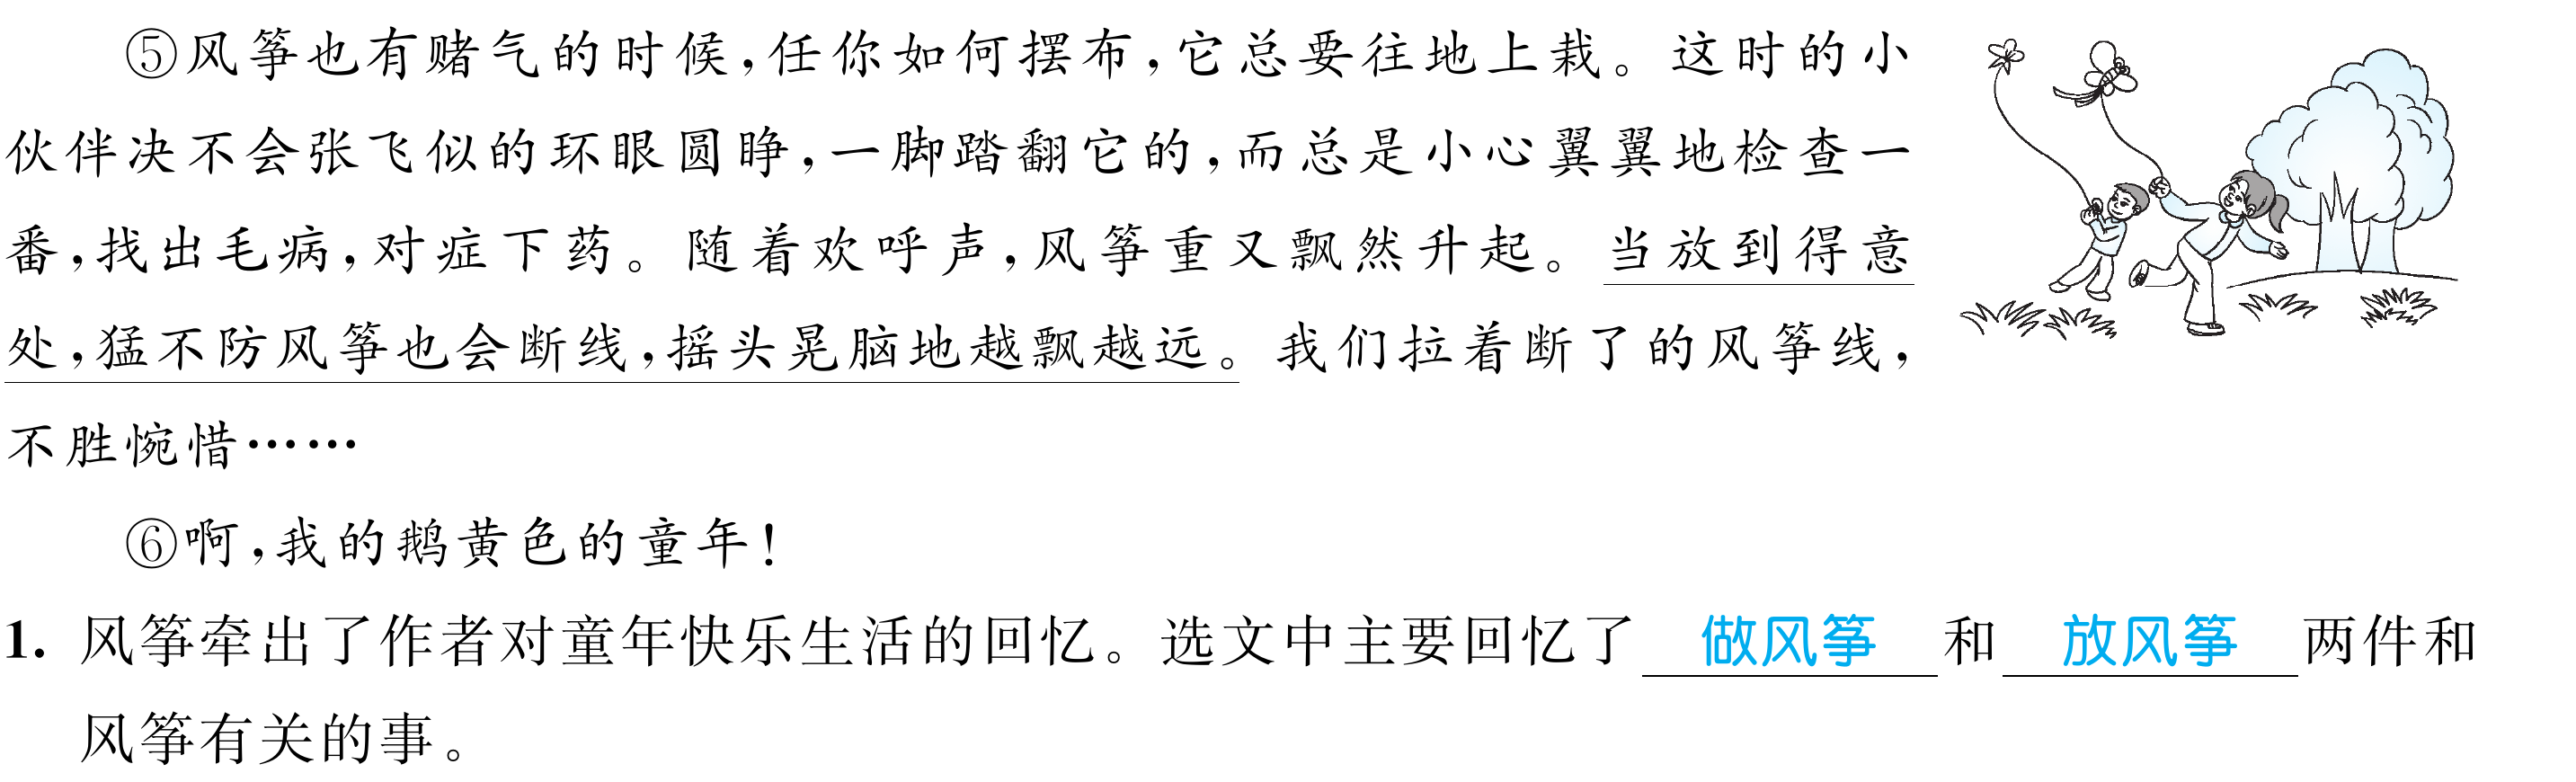 ⑤风筝也有赌气的时候,任你如何摆布,它总要往地上栽。这时的小
伙伴决不会张飞似的环眼圆睁,一脚踏翻它的,而总是小心翼翼地检查一
番,找出毛病,对症下药。随着欢呼声,风筝重又飘然升起。当放到得意
处,猛不防风筝也会断线,摇头晃脑地越飘越远。我们拉着断了的风筝线,
不胜惋惜……
⑥啊,我的鹅黄色的童年!
1. 风筝牵出了作者对童年快乐生活的回忆。选文中主要回忆了 做风筝 和 放风筝 两件和
风筝有关的事。